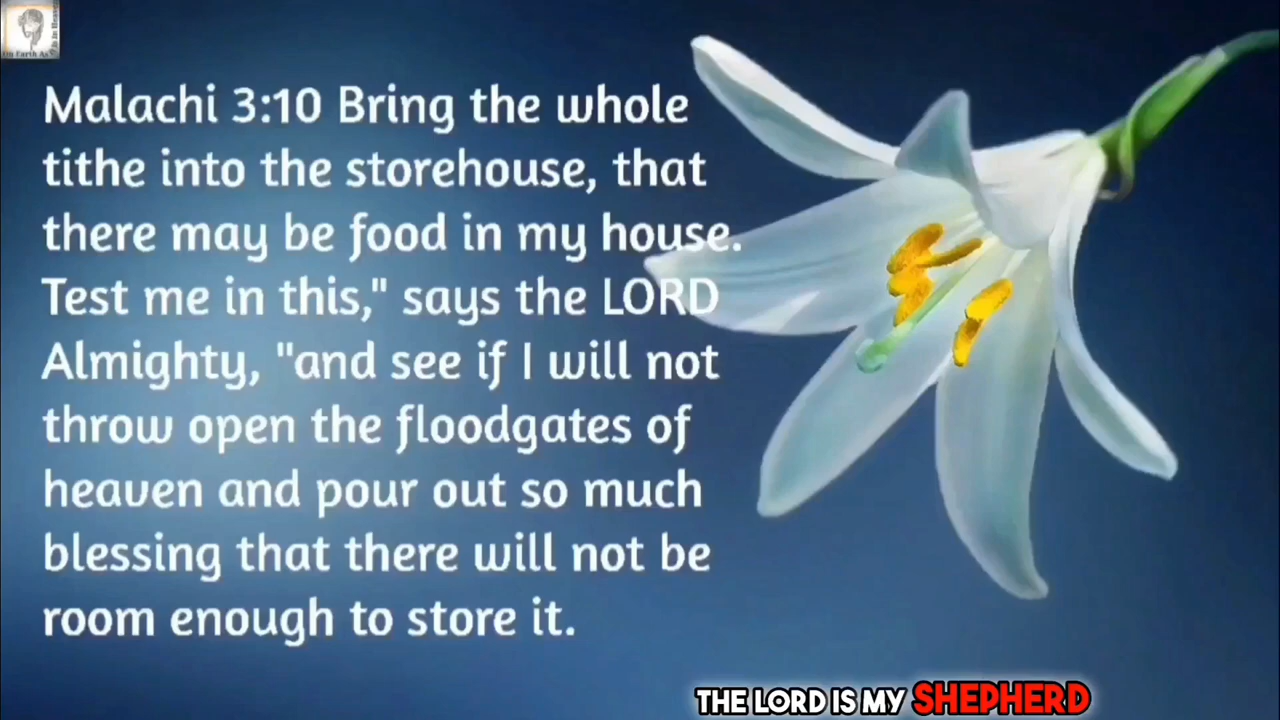 On Earth As
Malachi 3:10 Bring the whole
tithe into the storehouse, that
there may be food in my house.
Test me in this," says the LORD
Almighty, "and see if I will not
throw open the floodgates of
heaven and pour out so much
blessing that there will not be
room enough to store it.
THE LORD IS MY SHEPHERD